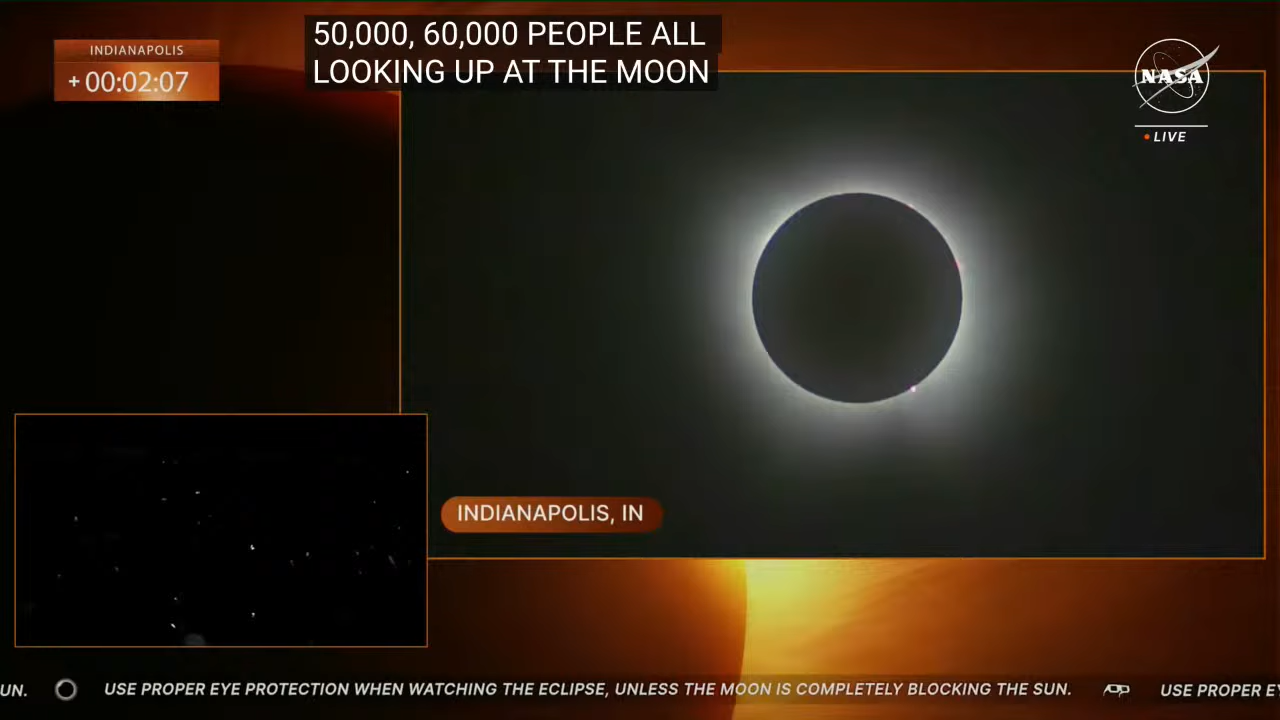 INDIANAPOLIS
+ 00:02:07
50,000, 60,000 PEOPLE ALL
LOOKING UP AT THE MOON
NASA
LIVE
INDIANAPOLIS, IN
UN. USE PROPER EYE PROTECTION WHEN WATCHING THE ECLIPSE, UNLESS THE MOON IS COMPLETELY BLOCKING THE SUN. USE PROPER EY